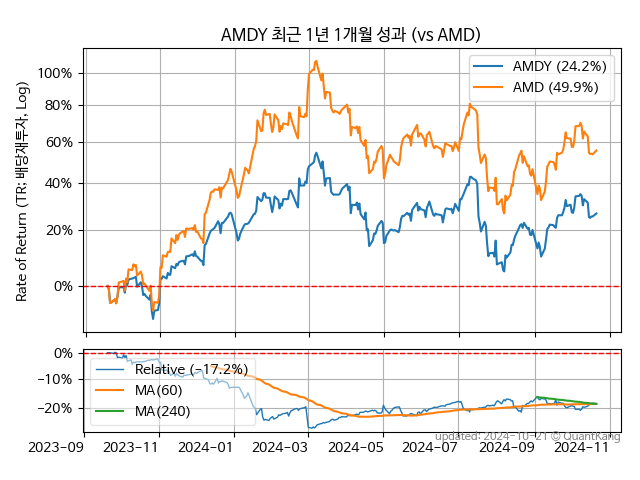 AMDY 최근 1년 1개월 성과 (vs AMD)
Rate of Return (TR: 배당재투자, Log)
100%
80%
60%
40%
20%
0%
AMDY (24.2%)
AMD (49.9%)
0%
−10%
−20%
Relative (−17.2%)
MA(60)
MA(240)
updated: 2024-10-21 © QuantKang
2023-09 2023-11 2024-01 2024-03 2024-05 2024-07 2024-09 2024-11